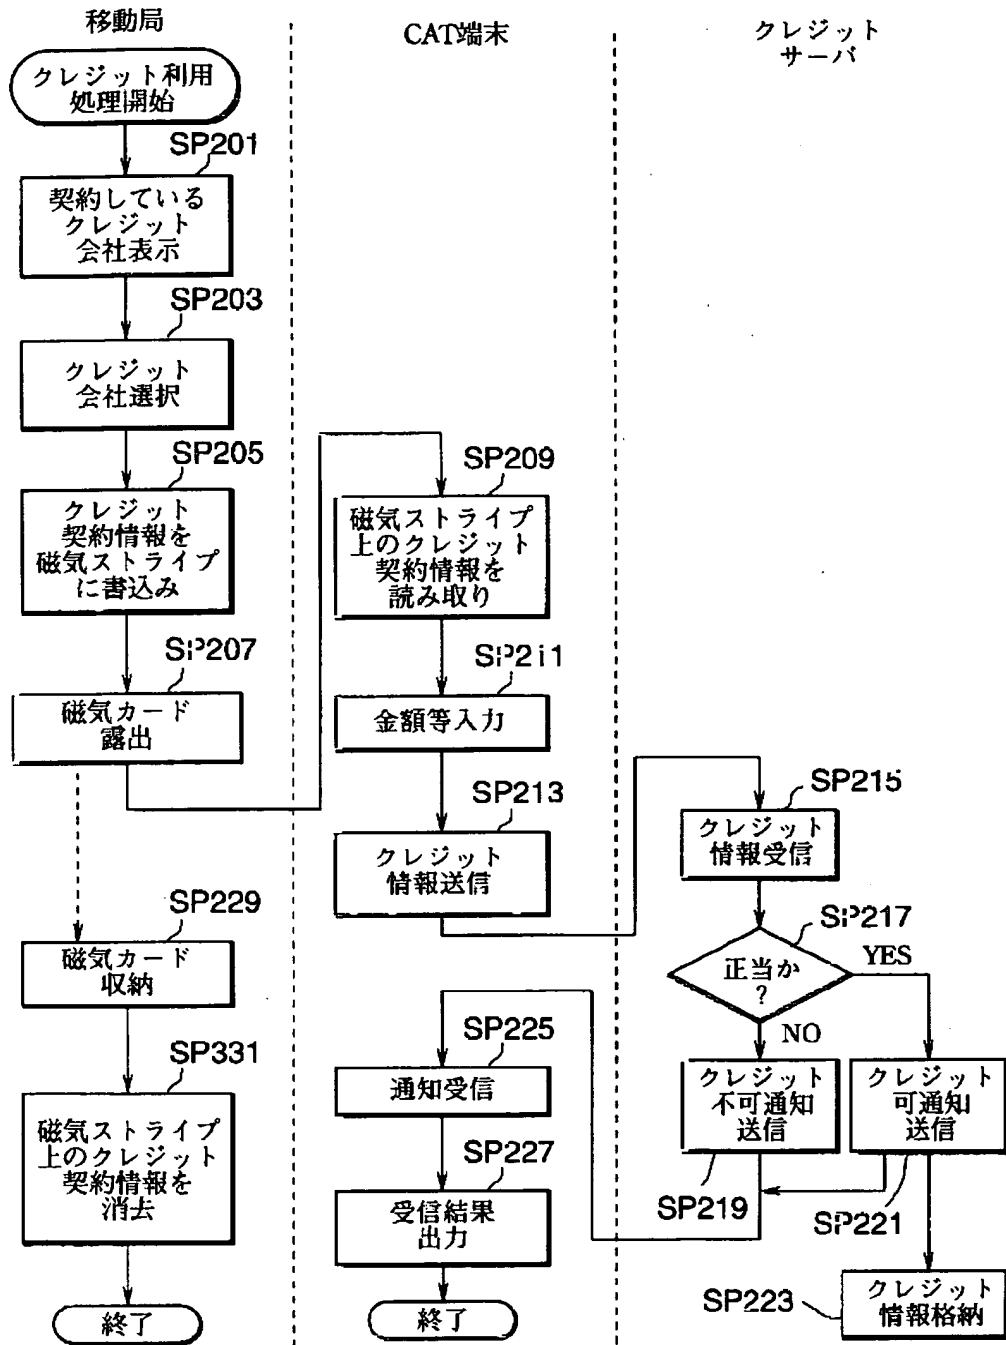 移動局
クレジット利用
処理開始
SP201
契約している
クレジット
会社表示
SP203
クレジット
会社選択
SP205
クレジット
契約情報を
磁気ストライプ
に書込み
SP207
磁気カード
露出
SP229
磁気カード
収納
SP331
磁気ストライプ
上のクレジット
契約情報を
消去
終了
CAT端末
SP209
磁気ストライプ
上のクレジット
契約情報を
読み取り
SP211
金額等入力
SP213
クレジット
情報送信
SP225
通知受信
SP227
受信結果
出力
終了
クレジット
サーバ
SP215
クレジット
情報受信
SP217
正当か
?
YES
NO
クレジット
不可通知
送信
SP219
クレジット
可通知
送信
SP221
SP223
クレジット
情報格納